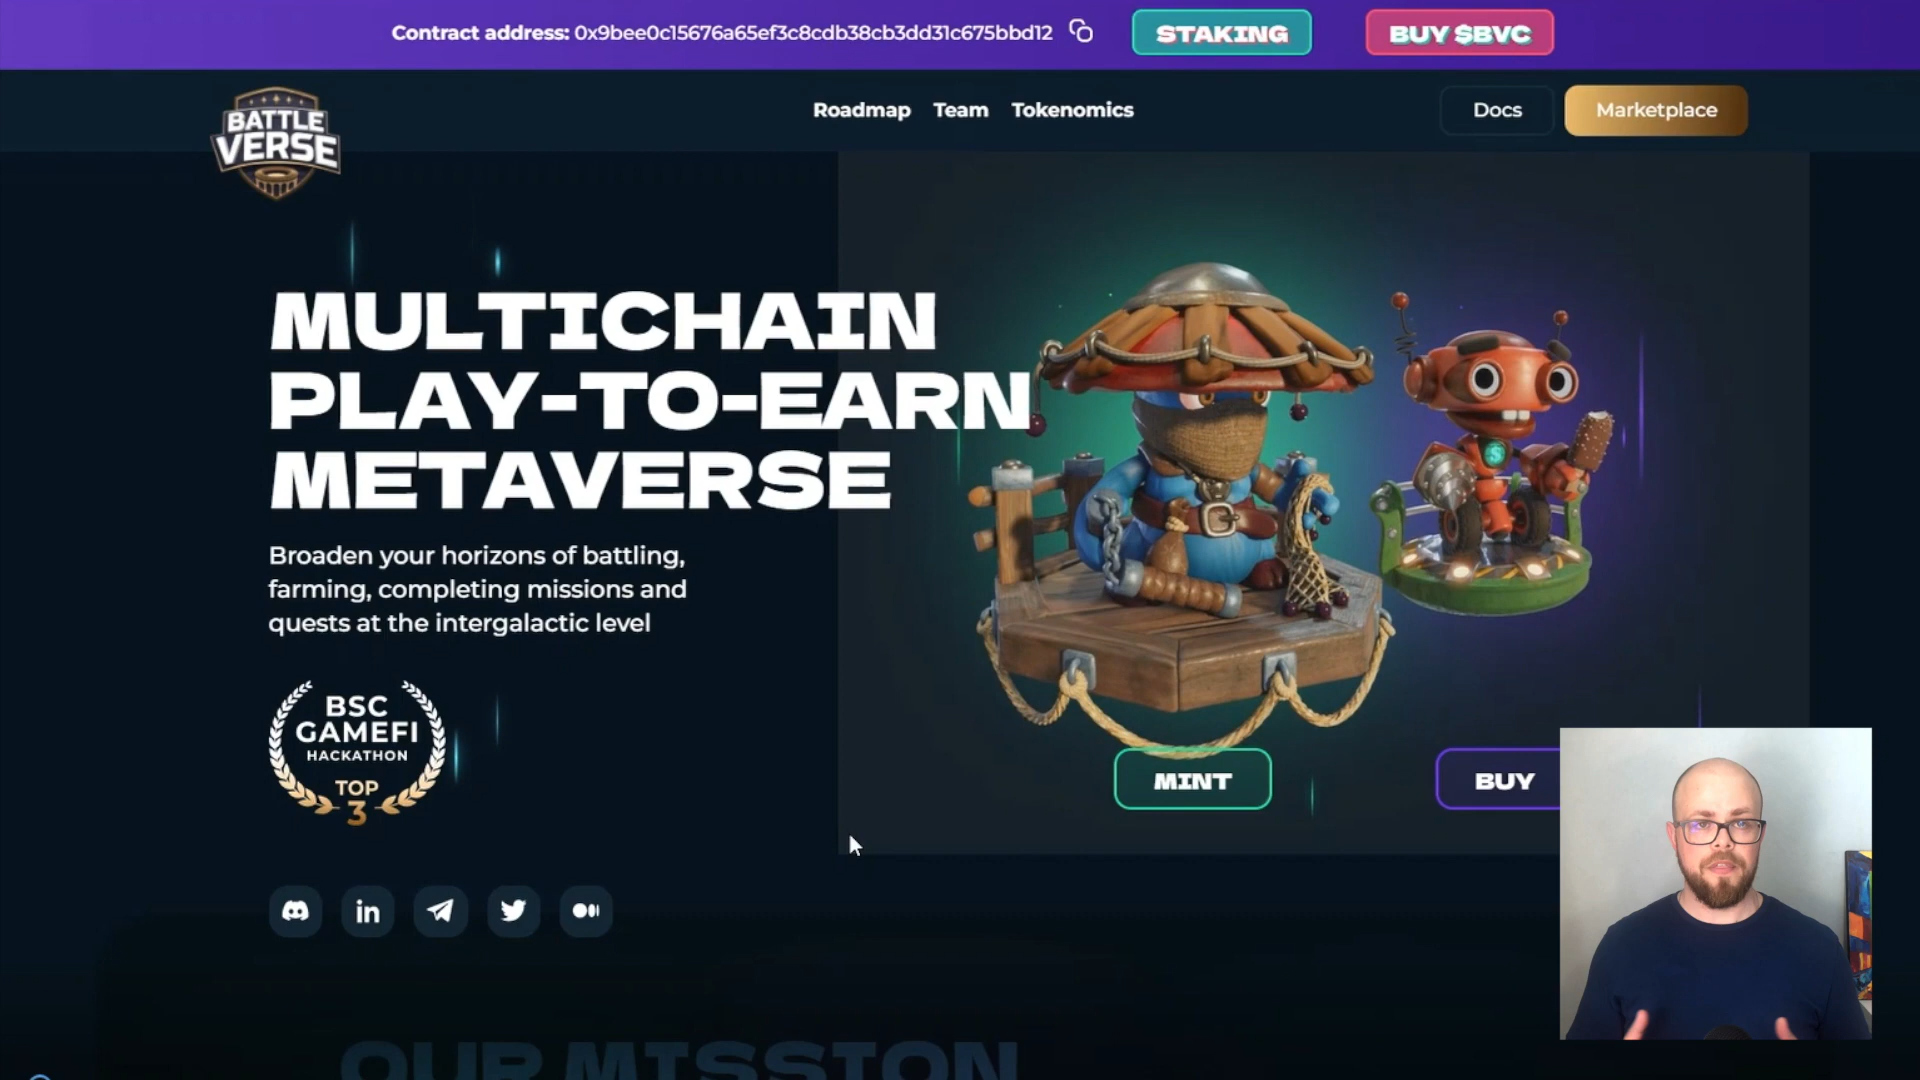 Contract address: 0x9bee0c15676a65ef3c8cdb38cb3dd31c675bbd12
STAKING
BUY $BVC
BATTLE
VERSE
Roadmap
Team
Tokenomics
Docs
Marketplace
MULTICHAIN
PLAY-TO-EARN
METAVERSE
Broaden your horizons of battling,
farming, completing missions and
quests at the intergalactic level
BSC
GAMEFI
HACKATHON
TOP
3
MINT
BUY
OUR MISSION